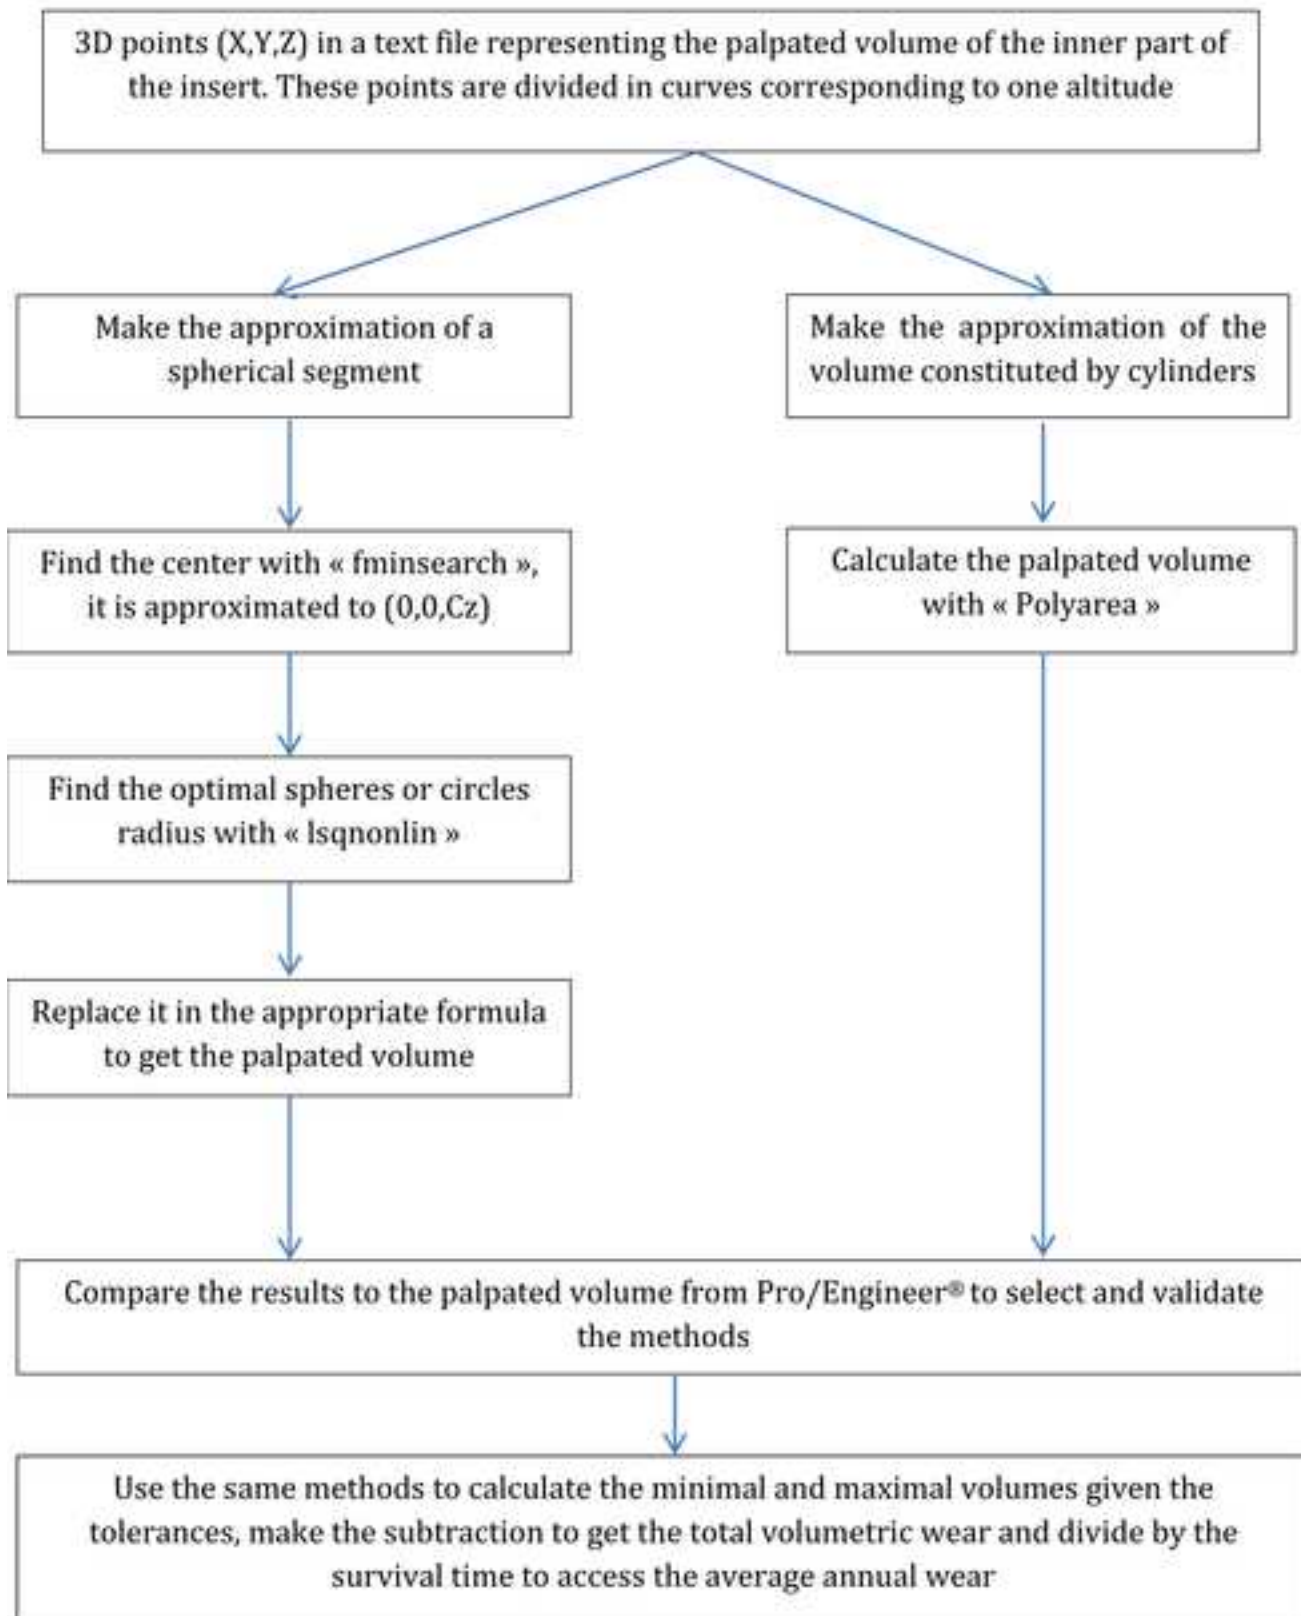 3D points (X,Y,Z) in a text file representing the palpated volume of the inner part of
the insert. These points are divided in curves corresponding to one altitude
Make the approximation of a
spherical segment
Make the approximation of the
volume constituted by cylinders
Find the center with « fminsearch »,
it is approximated to (0,0,Cz)
Calculate the palpated volume
with « Polyarea »
Find the optimal spheres or circles
radius with « lsqnonlin »
Replace it in the appropriate formula
to get the palpated volume
Compare the results to the palpated volume from Pro/Engineer® to select and validate
the methods
Use the same methods to calculate the minimal and maximal volumes given the
tolerances, make the subtraction to get the total volumetric wear and divide by the
survival time to access the average annual wear